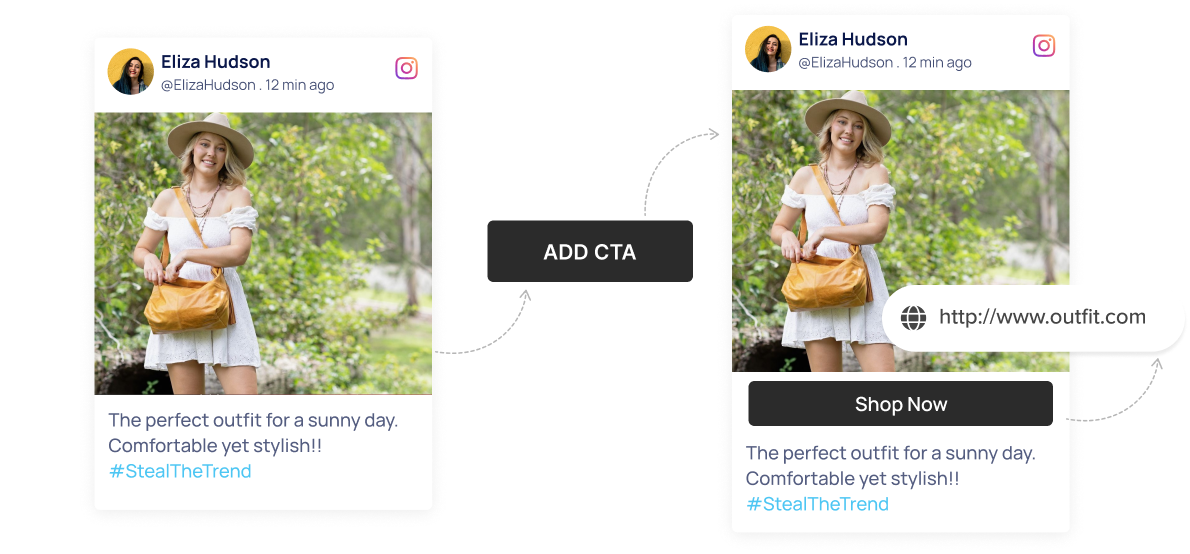 Eliza Hudson
@ElizaHudson . 12 min ago
The perfect outfit for a sunny day.
Comfortable yet stylish!!
#StealTheTrend
ADD CTA
Eliza Hudson
@ElizaHudson . 12 min ago
http://www.outfit.com
Shop Now
The perfect outfit for a sunny day.
Comfortable yet stylish!!
#StealTheTrend